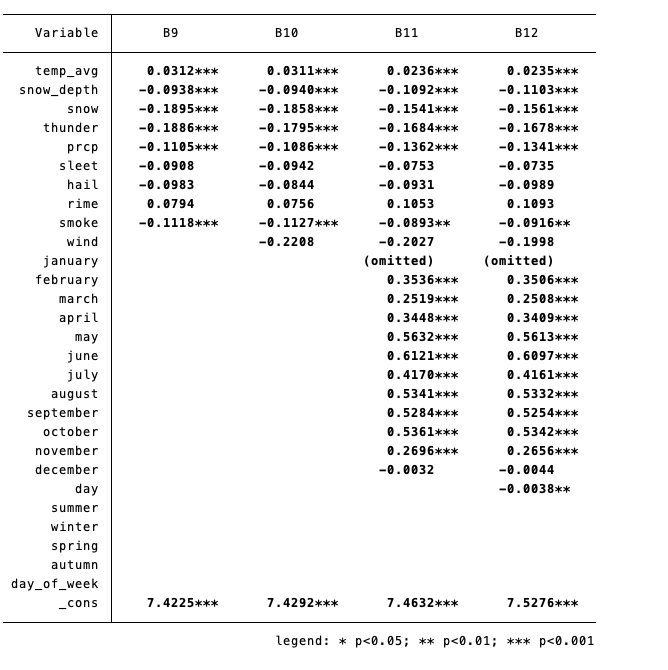 Variable B9 B10 B11 B12
temp_avg 0.0312*** 0.0311*** 0.0236*** 0.0235***
snow_depth -0.0938*** -0.0940*** -0.1092*** -0.1103***
snow -0.1895*** -0.1858*** -0.1541*** -0.1561***
thunder -0.1886*** -0.1795*** -0.1684*** -0.1678***
prcp -0.1105*** -0.1086*** -0.1362*** -0.1341***
sleet -0.0908 -0.0942 -0.0753 -0.0735
hail -0.0983 -0.0844 -0.0931 -0.0989
rime 0.0794 0.0756 0.1053 0.1093
smoke -0.1118*** -0.1127*** -0.0893** -0.0916**
wind -0.2208 -0.2027 -0.1998
january (omitted) (omitted)
february 0.3536*** 0.3506***
march 0.2519*** 0.2508***
april 0.3448*** 0.3409***
may 0.5632*** 0.5613***
june 0.6121*** 0.6097***
july 0.4170*** 0.4161***
august 0.5341*** 0.5332***
september 0.5284*** 0.5254***
october 0.5361*** 0.5342***
november 0.2696*** 0.2656***
december -0.0032 -0.0044
day -0.0038**
summer
winter
spring
autumn
day_of_week
_cons 7.4225*** 7.4292*** 7.4632*** 7.5276***
legend: * p<0.05; ** p<0.01; *** p<0.001